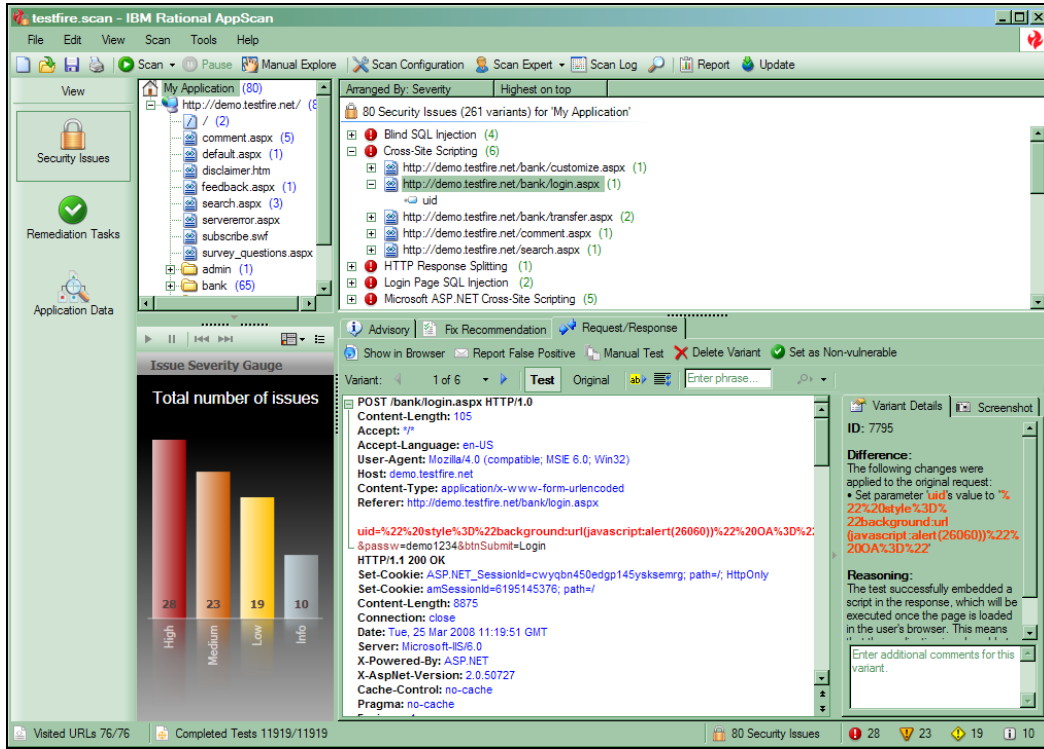 testfire.scan - IBM Rational AppScan
File Edit View Scan Tools Help
Scan Pause Manual Explore Scan Configuration Scan Expert Scan Log Report Update
View
Security Issues
Remediation Tasks
Application Data
My Application (80)
http://demo.testfire.net/ (8
/ (2)
comment.aspx (5)
default.aspx (1)
disclaimer.htm
feedback.aspx (1)
search.aspx (3)
servererror.aspx
subscribe.swf
survey_questions.aspx
admin (1)
bank (65)
Arranged By: Severity Highest on top
80 Security Issues (261 variants) for 'My Application'
Blind SQL Injection (4)
Cross-Site Scripting (6)
http://demo.testfire.net/bank/customize.aspx (1)
http://demo.testfire.net/bank/login.aspx (1)
uid
http://demo.testfire.net/bank/transfer.aspx (2)
http://demo.testfire.net/comment.aspx (1)
http://demo.testfire.net/search.aspx (1)
HTTP Response Splitting (1)
Login Page SQL Injection (2)
Microsoft ASP.NET Cross-Site Scripting (5)
Issue Severity Gauge
Total number of issues
28 23 19 10
High Medium Low Info
Advisory Fix Recommendation Request/Response
Show in Browser Report False Positive Manual Test Delete Variant Set as Non-vulnerable
Variant: 1 of 6 Test Original ab Enter phrase...
POST /bank/login.aspx HTTP/1.0
Content-Length: 105
Accept: */*
Accept-Language: en-US
User-Agent: Mozilla/4.0 (compatible; MSIE 6.0; Win32)
Host: demo.testfire.net
Content-Type: application/x-www-form-urlencoded
Referer: http://demo.testfire.net/bank/login.aspx
uid=%22%20style%3D%22background:url(javascript:alert(26060))%22%20OA%3D%22
&passw=demo1234&btnSubmit=Login
HTTP/1.1 200 OK
Set-Cookie: ASP.NET_SessionId=cwyqbn450edgp145ysksemrg; path=/; HttpOnly
Set-Cookie: amSessionId=6195145376; path=/
Content-Length: 8875
Connection: close
Date: Tue, 25 Mar 2008 11:19:51 GMT
Server: Microsoft-IIS/6.0
X-Powered-By: ASP.NET
X-AspNet-Version: 2.0.50727
Cache-Control: no-cache
Pragma: no-cache
Variant Details Screenshot
ID: 7795
Difference:
The following changes were
applied to the original request:
• Set parameter 'uid's value to '%
22%20style%3D%
22background:url
(javascript:alert(26060))%22%
20OA%3D%22'
Reasoning:
The test successfully embedded a
script in the response, which will be
executed once the page is loaded
in the user's browser. This means
Enter additional comments for this
variant.
Visited URLs 76/76 Completed Tests 11919/11919 80 Security Issues 28 23 19 10